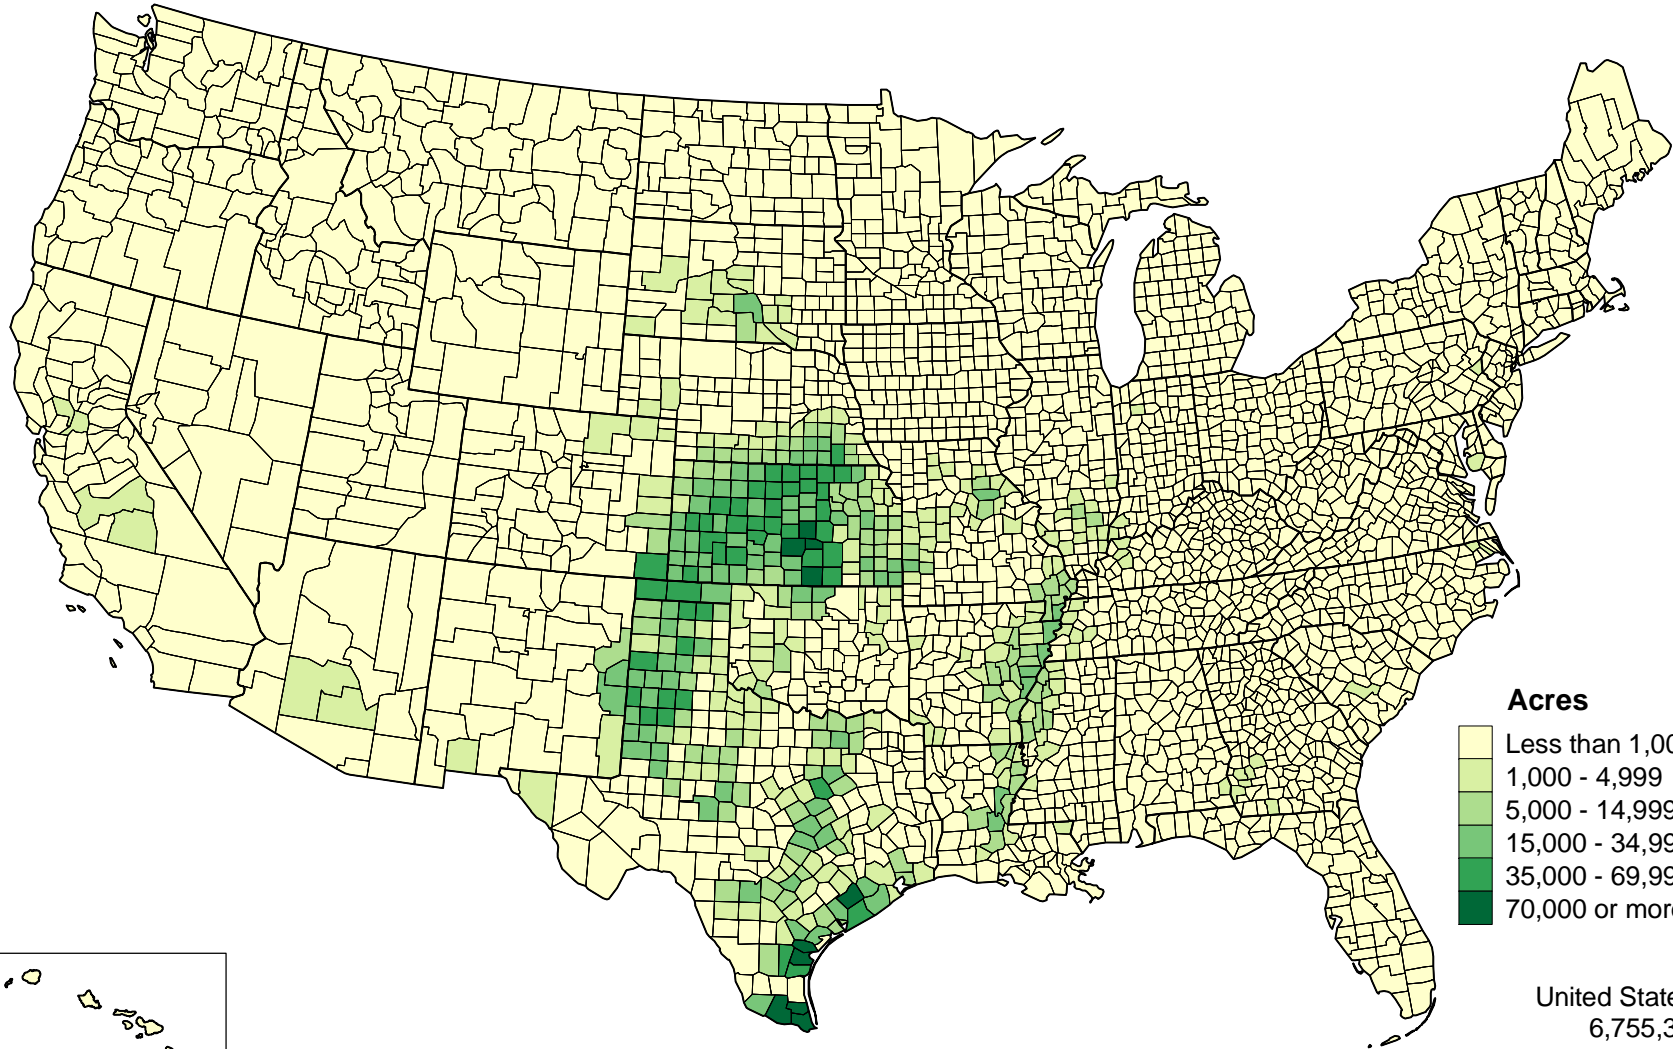 Acres
Less than 1,00
1,000 - 4,999
5,000 - 14,999
15,000 - 34,99
35,000 - 69,99
70,000 or more
United State
6,755,3